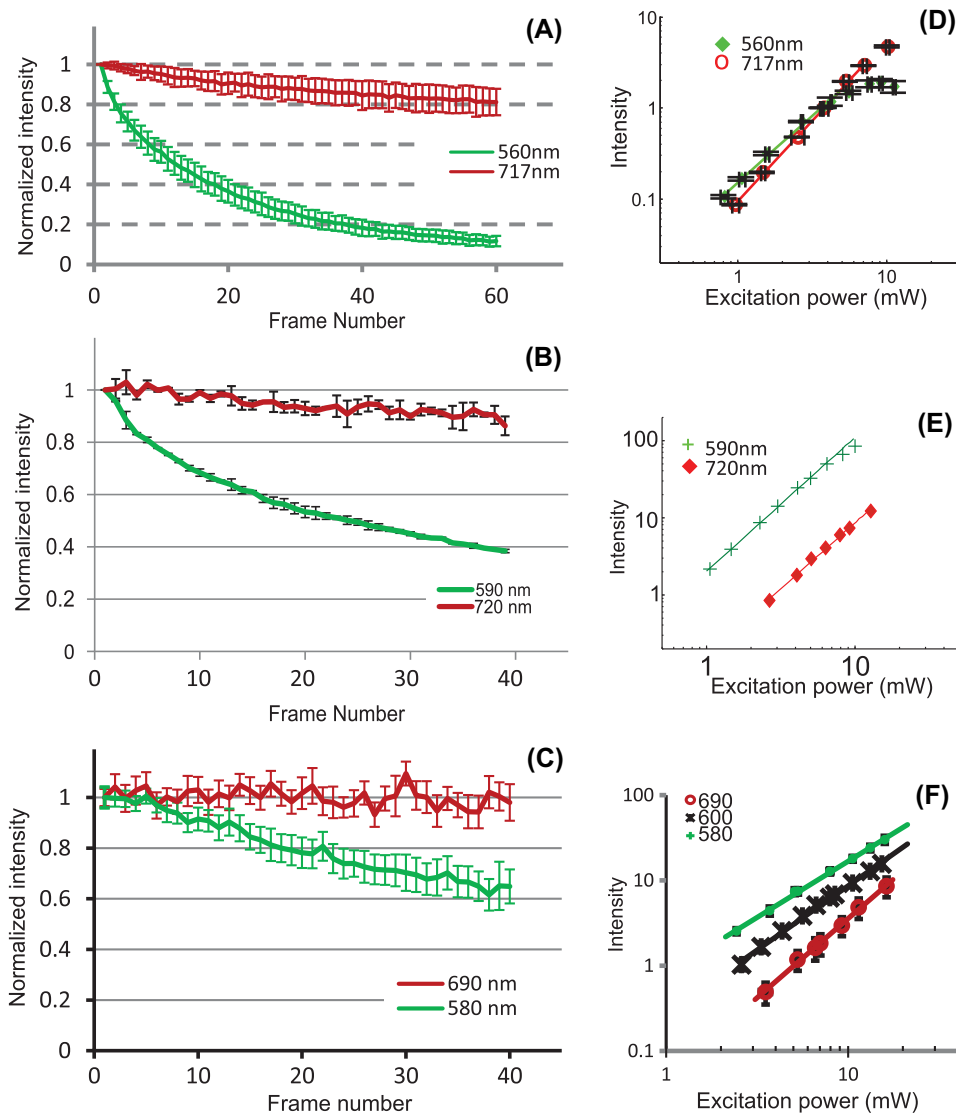 (A)
Normalized intensity
1
0.8
0.6
0.4
0.2
0
0 20 40 60
Frame Number
560nm
717nm
(D)
Intensity
10
1
0.1
1 10
Excitation power (mW)
560nm
717nm
(B)
Normalized intensity
1
0.8
0.6
0.4
0.2
0
0 10 20 30 40
Frame Number
590 nm
720 nm
(E)
Intensity
100
10
1
1 10
Excitation power (mW)
590nm
720nm
(C)
Normalized intensity
1
0.8
0.6
0.4
0.2
0
0 10 20 30 40
Frame number
690 nm
580 nm
(F)
Intensity
100
10
1
0.1
1 10
Excitation power (mW)
690
600
580